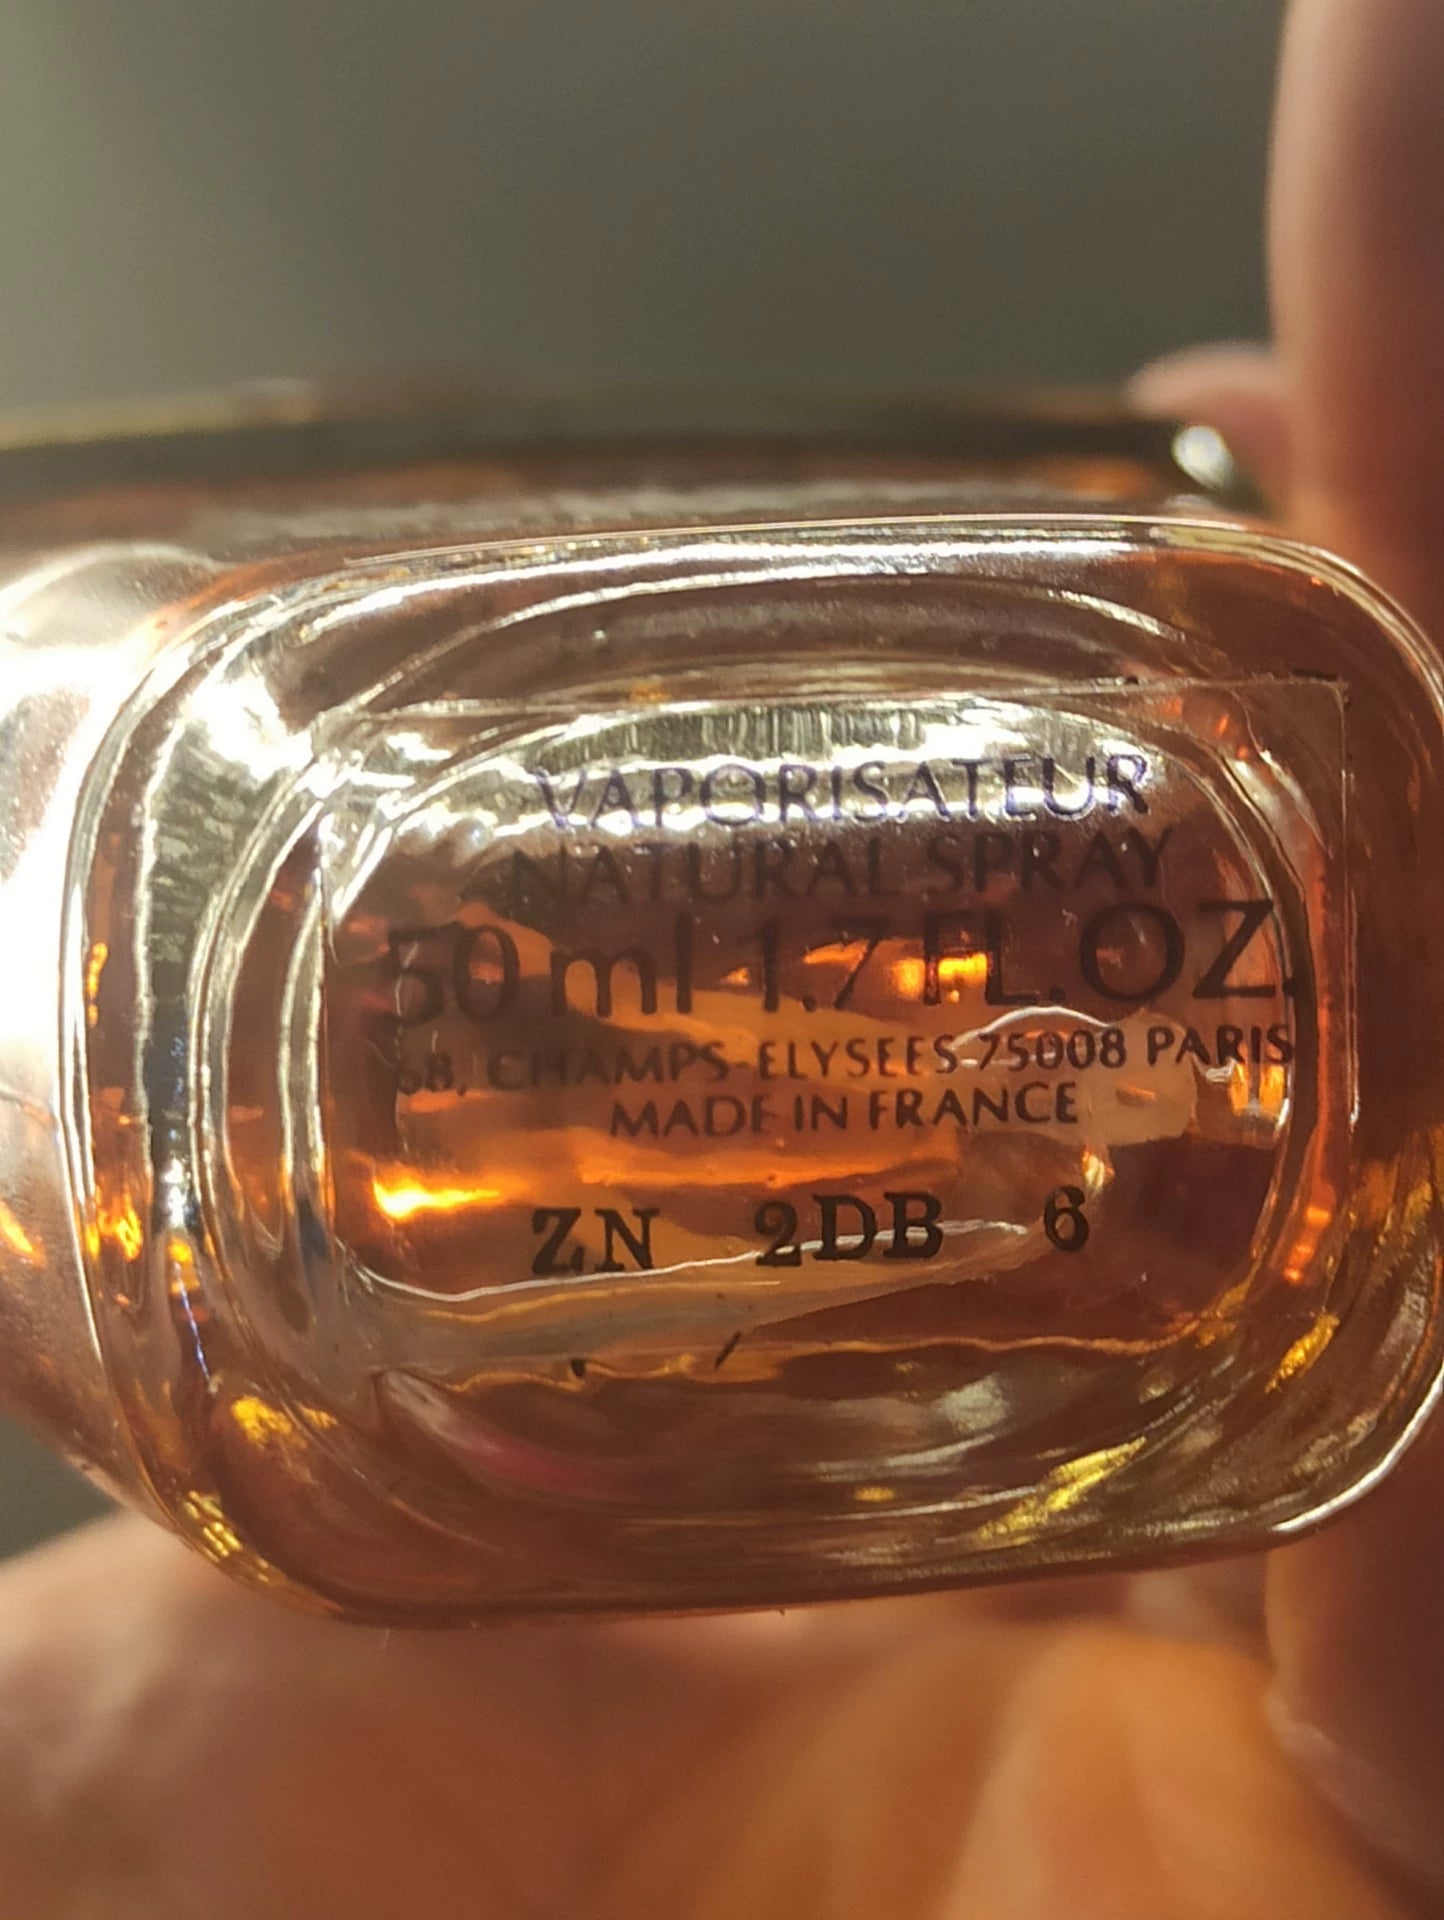 VAPORISATEUR
NATURAL SPRAY
50 ml 1.7 FL. OZ.
68, CHAMPS-ELYSEES 75008 PARIS
MADE IN FRANCE
ZN 2DB 6